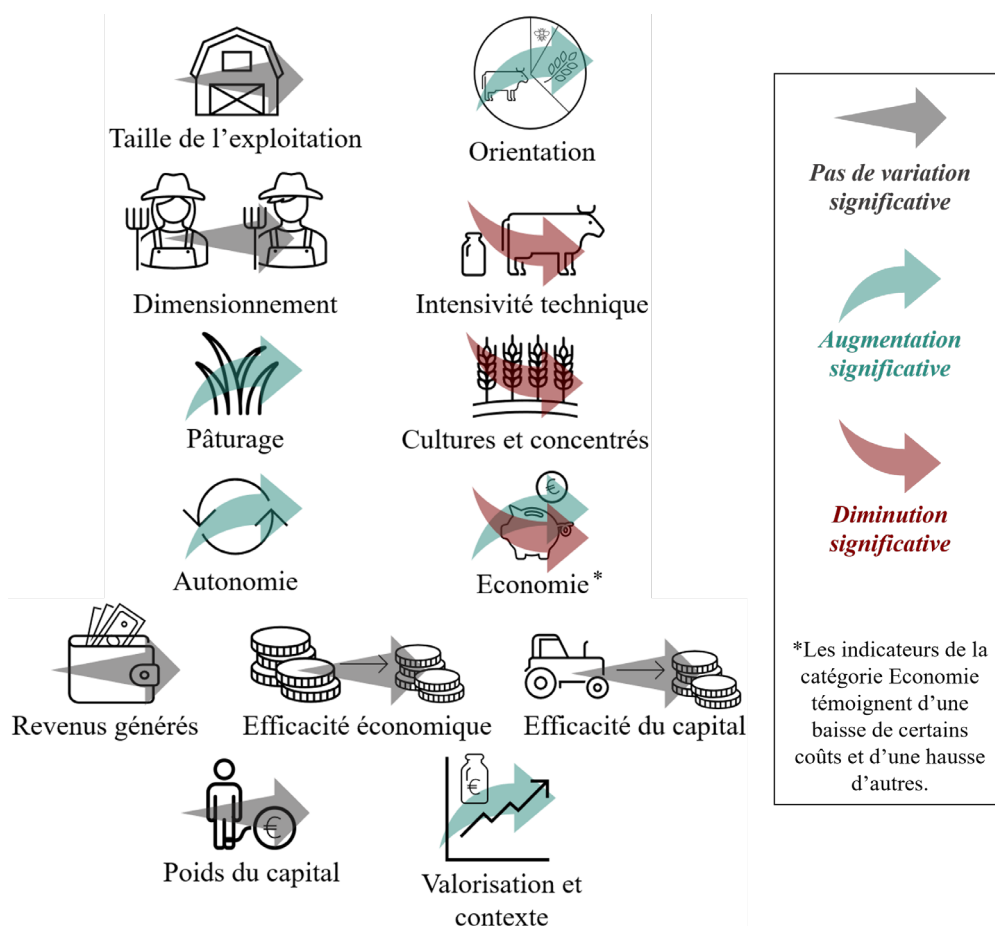 Taille de l’exploitation
Orientation
Dimensionnement
Intensivité technique
Pâturage
Cultures et concentrés
€
Autonomie
Economie*
Revenus générés
Efficacité économique
Efficacité du capital
€
€
Poids du capital
Valorisation et
contexte
Pas de variation
significative
Augmentation
significative
Diminution
significative
*Les indicateurs de la
catégorie Economie
témoignent d’une
baisse de certains
coûts et d’une hausse
d’autres.